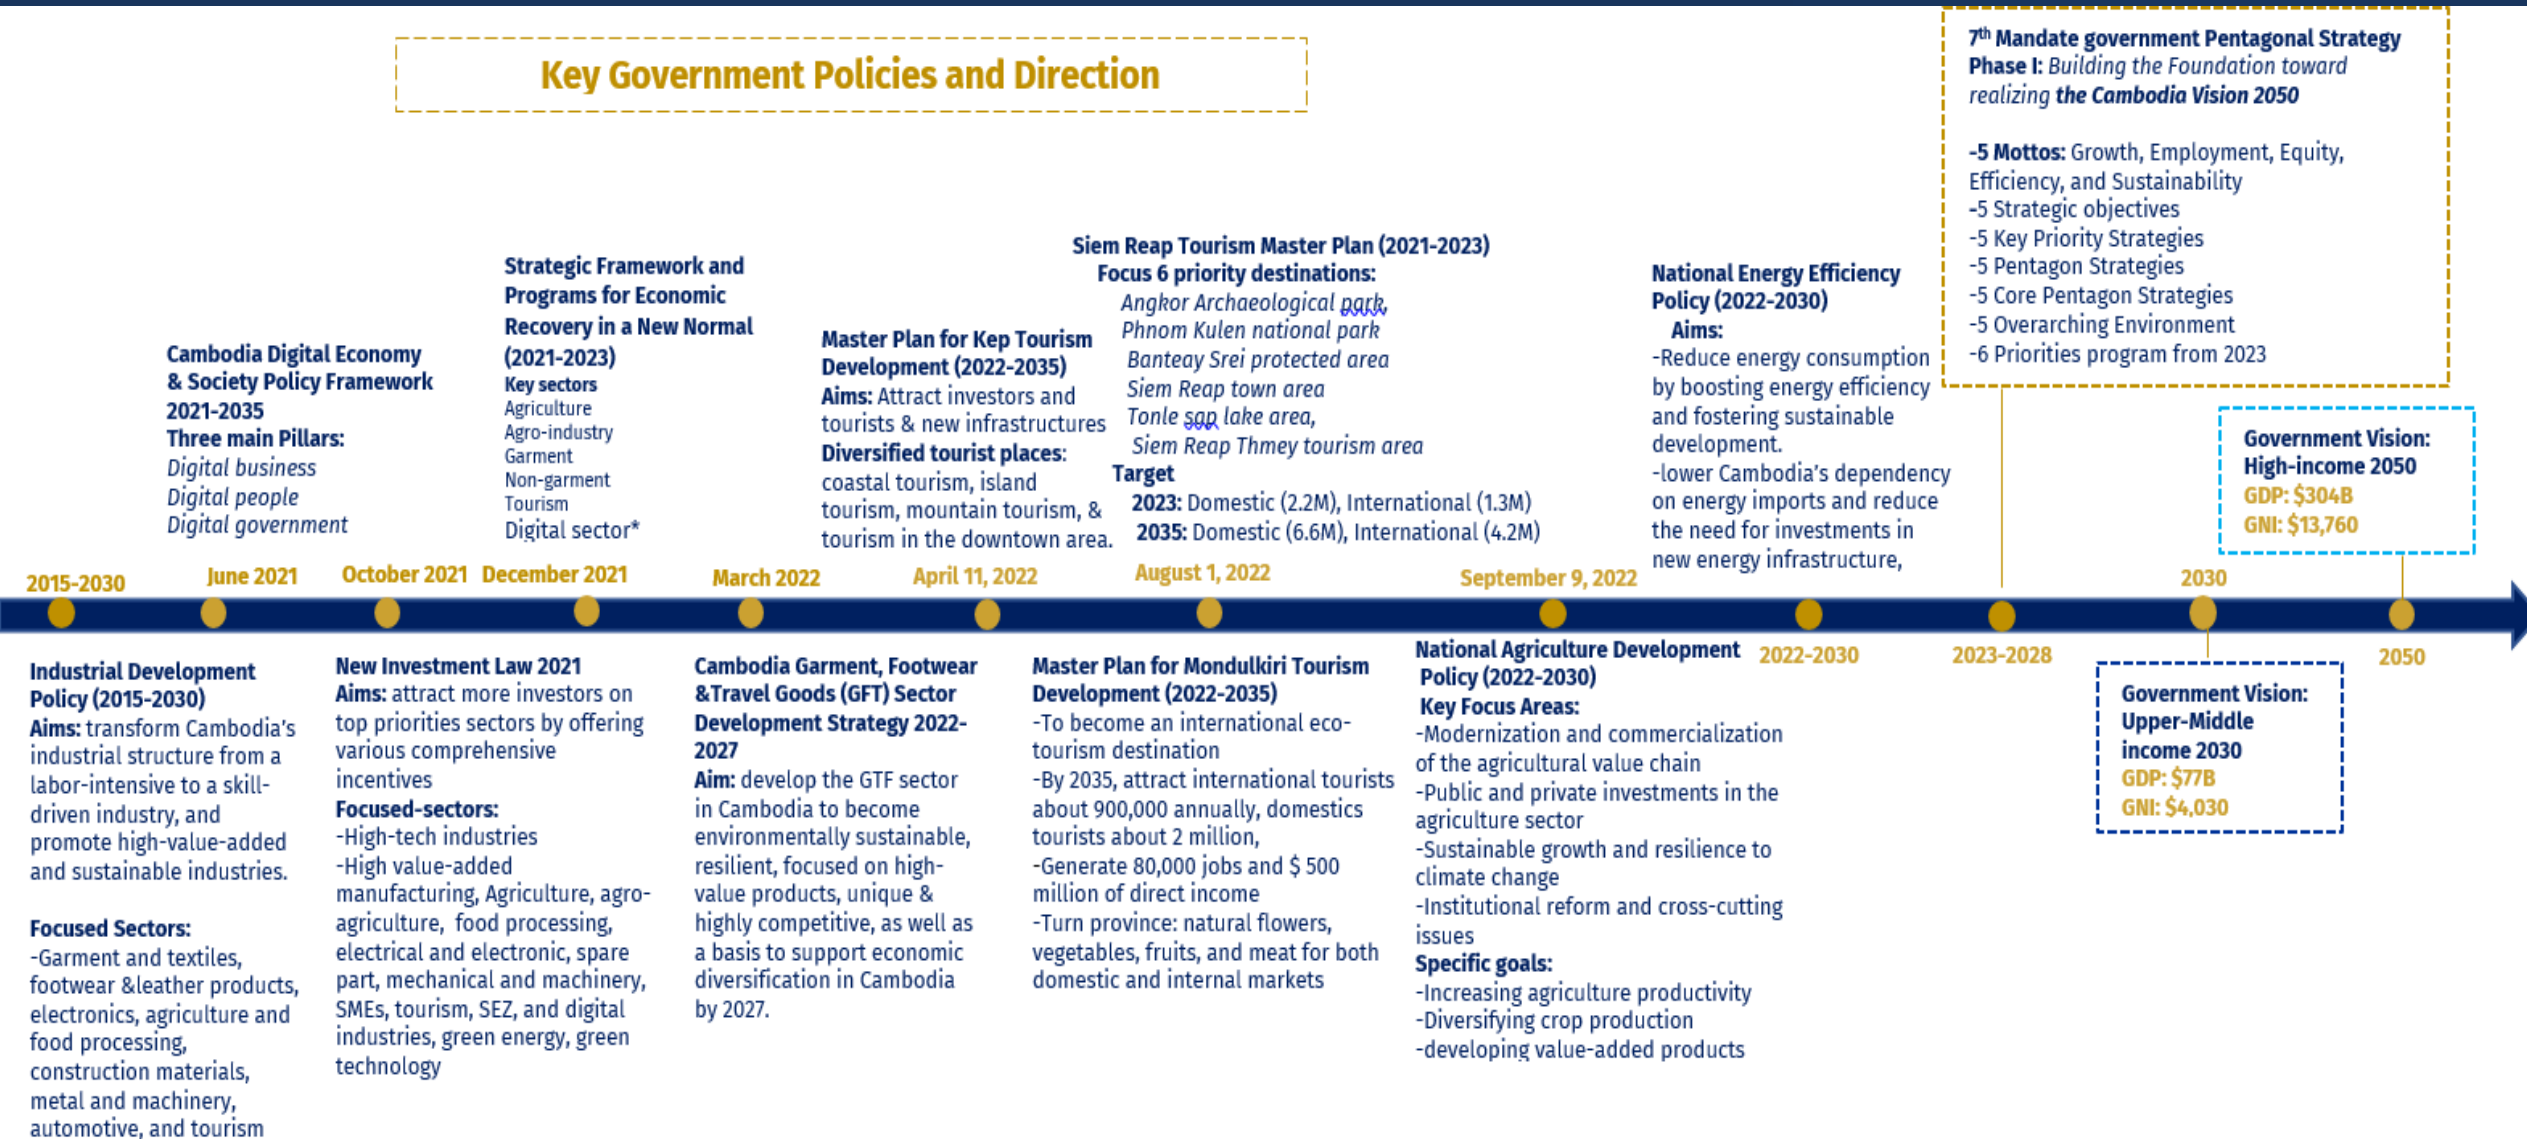 Key Government Policies and Direction
7th Mandate government Pentagonal Strategy
Phase I: Building the Foundation toward
realizing the Cambodia Vision 2050
-5 Mottos: Growth, Employment, Equity,
Efficiency, and Sustainability
-5 Strategic objectives
-5 Key Priority Strategies
-5 Pentagon Strategies
-5 Core Pentagon Strategies
-5 Overarching Environment
-6 Priorities program from 2023
Cambodia Digital Economy
& Society Policy Framework
2021-2035
Three main Pillars:
Digital business
Digital people
Digital government
Strategic Framework and
Programs for Economic
Recovery in a New Normal
(2021-2023)
Key sectors
Agriculture
Agro-industry
Garment
Non-garment
Tourism
Digital sector*
Master Plan for Kep Tourism
Development (2022-2035)
Aims: Attract investors and
tourists & new infrastructures
Diversified tourist places:
coastal tourism, island
tourism, mountain tourism, &
tourism in the downtown area.
Siem Reap Tourism Master Plan (2021-2023)
Focus 6 priority destinations:
Angkor Archaeological park,
Phnom Kulen national park
Banteay Srei protected area
Siem Reap town area
Tonle sap lake area,
Siem Reap Thmey tourism area
Target
2023: Domestic (2.2M), International (1.3M)
2035: Domestic (6.6M), International (4.2M)
National Energy Efficiency
Policy (2022-2030)
Aims:
-Reduce energy consumption
by boosting energy efficiency
and fostering sustainable
development.
-lower Cambodia's dependency
on energy imports and reduce
the need for investments in
new energy infrastructure,
Government Vision:
High-income 2050
GDP: $304B
GNI: $13,760
2015-2030
June 2021
October 2021
December 2021
March 2022
April 11, 2022
August 1, 2022
September 9, 2022
2030
2022-2030
2023-2028
2050
Industrial Development
Policy (2015-2030)
Aims: transform Cambodia's
industrial structure from a
labor-intensive to a skill-
driven industry, and
promote high-value-added
and sustainable industries.
Focused Sectors:
-Garment and textiles,
footwear &leather products,
electronics, agriculture and
food processing,
construction materials,
metal and machinery,
automotive, and tourism
New Investment Law 2021
Aims: attract more investors on
top priorities sectors by offering
various comprehensive
incentives
Focused-sectors:
-High-tech industries
-High value-added
manufacturing, Agriculture, agro-
agriculture, food processing,
electrical and electronic, spare
part, mechanical and machinery,
SMEs, tourism, SEZ, and digital
industries, green energy, green
technology
Cambodia Garment, Footwear
&Travel Goods (GFT) Sector
Development Strategy 2022-
2027
Aim: develop the GTF sector
in Cambodia to become
environmentally sustainable,
resilient, focused on high-
value products, unique &
highly competitive, as well as
a basis to support economic
diversification in Cambodia
by 2027.
Master Plan for Mondulkiri Tourism
Development (2022-2035)
-To become an international eco-
tourism destination
-By 2035, attract international tourists
about 900,000 annually, domestics
tourists about 2 million,
-Generate 80,000 jobs and $ 500
million of direct income
-Turn province: natural flowers,
vegetables, fruits, and meat for both
domestic and internal markets
National Agriculture Development
Policy (2022-2030)
Key Focus Areas:
-Modernization and commercialization
of the agricultural value chain
-Public and private investments in the
agriculture sector
-Sustainable growth and resilience to
climate change
-Institutional reform and cross-cutting
issues
Specific goals:
-Increasing agriculture productivity
-Diversifying crop production
-developing value-added products
Government Vision:
Upper-Middle
income 2030
GDP: $77B
GNI: $4,030